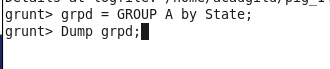 grunt> grpd = GROUP A by State;
grunt> Dump grpd;